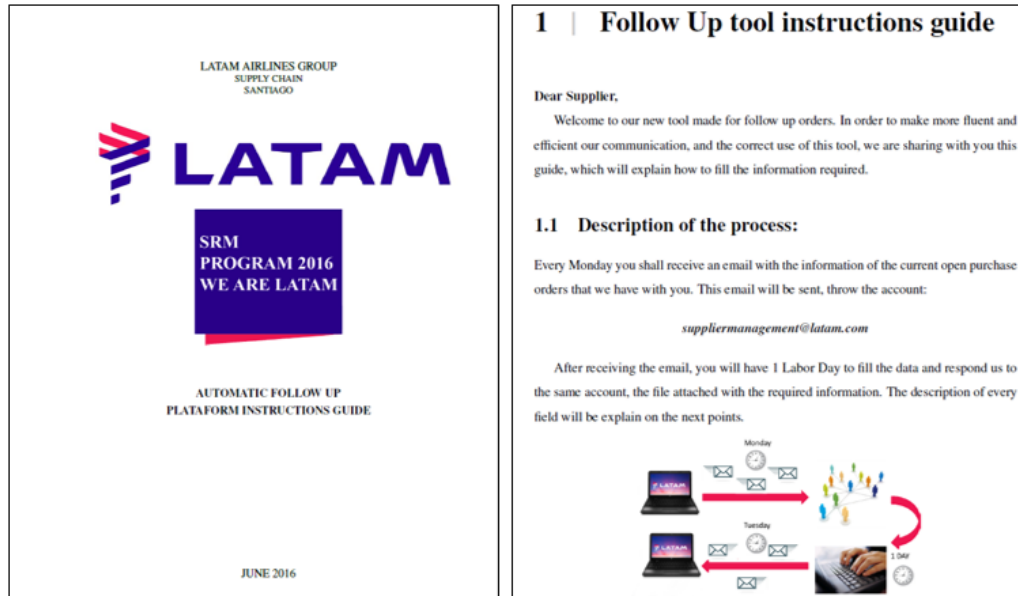 LATAM AIRLINES GROUP
SUPPLY CHAIN
SANTIAGO
LATAM
SRM
PROGRAM 2016
WE ARE LATAM
AUTOMATIC FOLLOW UP
PLATAFORM INSTRUCTIONS GUIDE
JUNE 2016
1 | Follow Up tool instructions guide
Dear Supplier,
Welcome to our new tool made for follow up orders. In order to make more fluent and
efficient our communication, and the correct use of this tool, we are sharing with you this
guide, which will explain how to fill the information required.
1.1 Description of the process:
Every Monday you shall receive an email with the information of the current open purchase
orders that we have with you. This email will be sent, throw the account:
suppliermanagement@latam.com
After receiving the email, you will have 1 Labor Day to fill the data and respond us to
the same account, the file attached with the required information. The description of every
field will be explain on the next points.
Monday
LATAM
Tuesday
LATAM
1 DAY